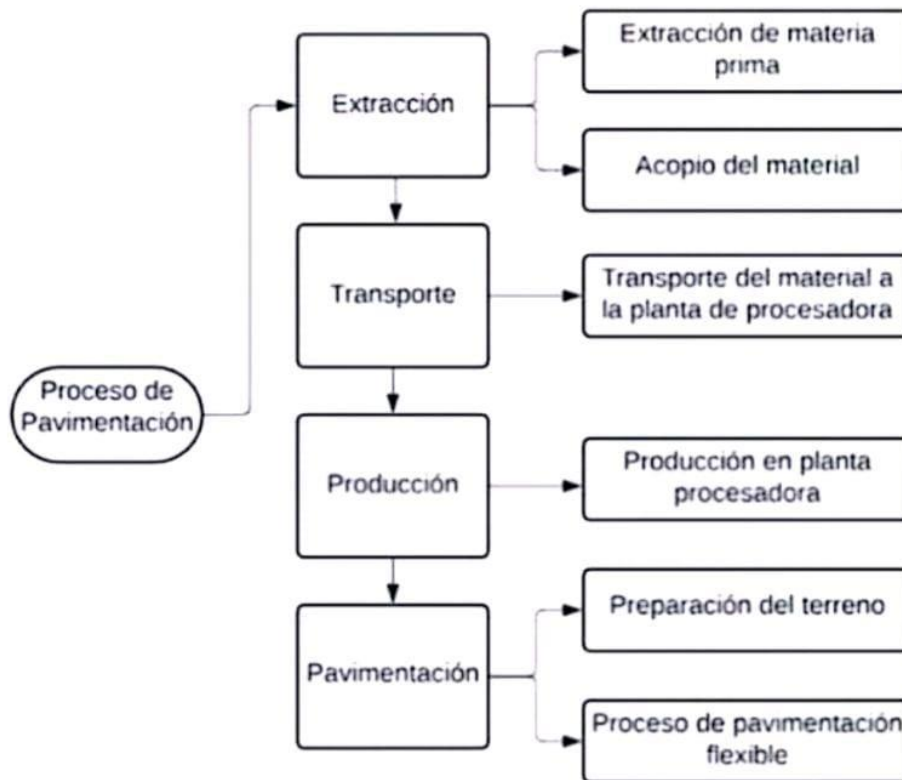 Extracción
Extracción de materia
prima
Acopio del material
Transporte
Transporte del material a
la planta de procesadora
Proceso de
Pavimentación
Producción
Producción en planta
procesadora
Pavimentación
Preparación del terreno
Proceso de pavimentación
flexible